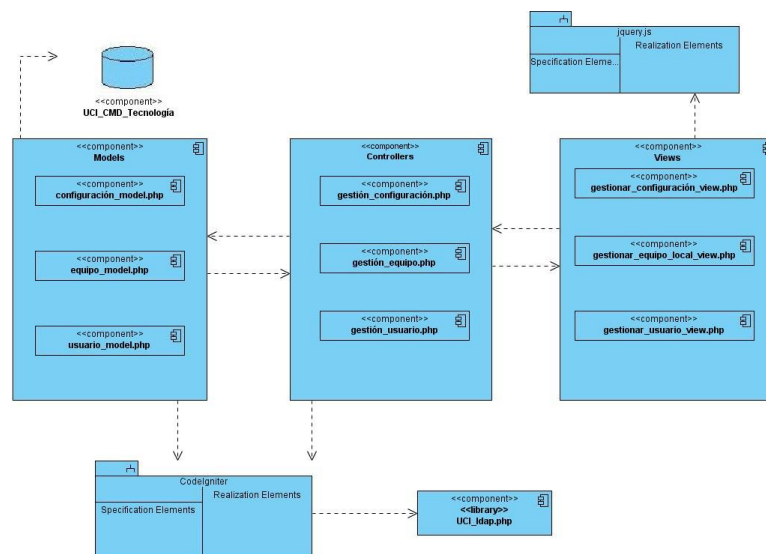 jquery.js
Realization Elements
Specification Eleme...
<<component>>
UCI_CMD_Tecnología
<<component>>
Models
<<component>>
configuración_model.php
<<component>>
equipo_model.php
<<component>>
usuario_model.php
<<component>>
Controllers
<<component>>
gestión_configuración.php
<<component>>
gestión_equipo.php
<<component>>
gestión_usuario.php
<<component>>
Views
<<component>>
gestionar_configuración_view.php
<<component>>
gestionar_equipo_local_view.php
<<component>>
gestionar_usuario_view.php
CodeIgniter
Realization Elements
Specification Elements
<<component>>
<<library>>
UCI_ldap.php